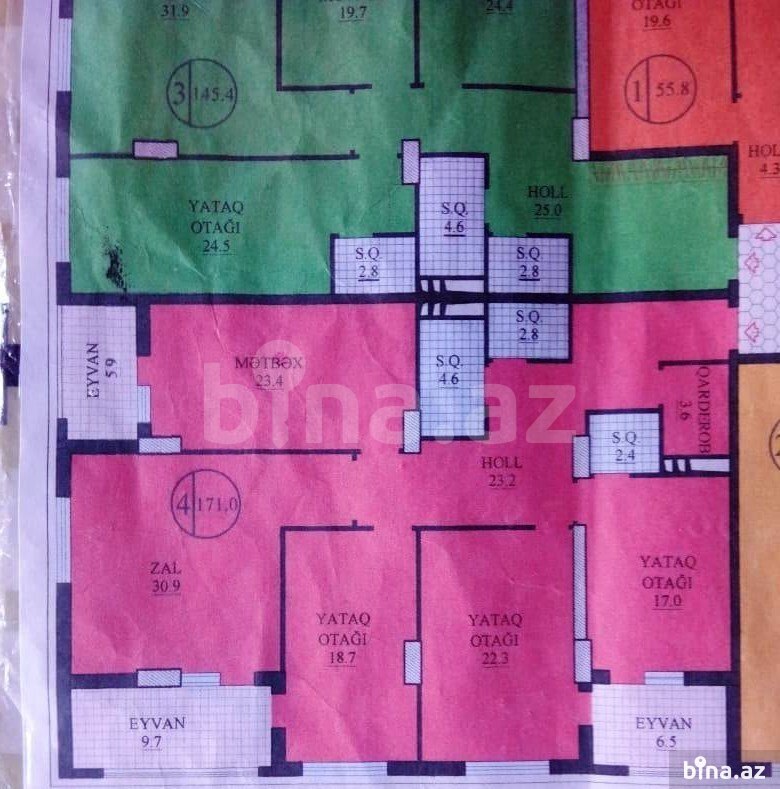 31.9
19.7
24.4
OTAĞI
19.6
3 145.4
1 55.8
HOL
4.3
YATAQ
OTAĞI
24.5
S.Q.
4.6
HOLL
25.0
S.Q.
2.8
S.Q.
2.8
S.Q.
2.8
EYVAN
5.9
MƏTBƏX
23.4
S.Q.
4.6
QARDEROB
3.6
bina.az
S.Q.
2.4
HOLL
23.2
4 171,0
ZAL
30.9
YATAQ
OTAĞI
17.0
YATAQ
OTAĞI
18.7
YATAQ
OTAĞI
22.3
EYVAN
9.7
EYVAN
6.5
bina.az